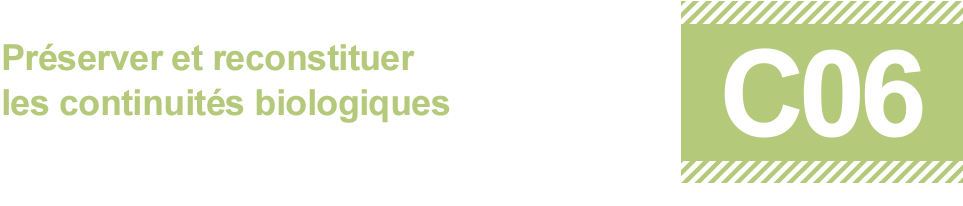 Préserver et reconstituer
les continuités biologiques
C06